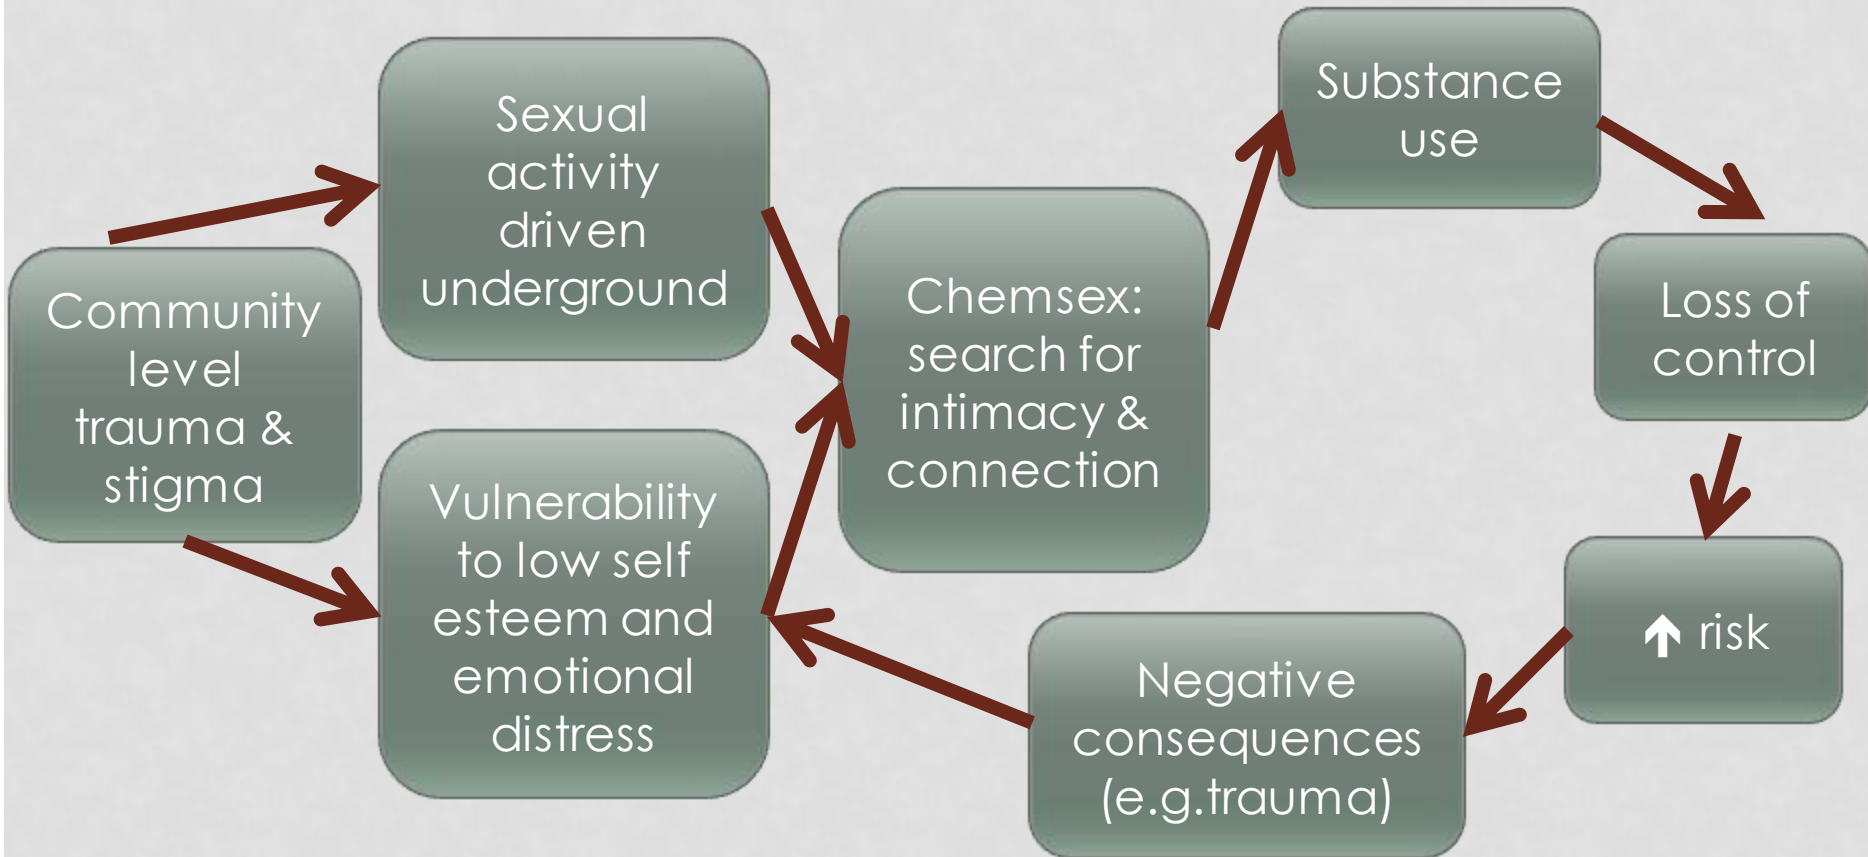 Community
level
trauma &
stigma
Sexual
activity
driven
underground
Vulnerability
to low self
esteem and
emotional
distress
Chemsex:
search for
intimacy &
connection
Substance
use
Loss of
control
↑ risk
Negative
consequences
(e.g.trauma)